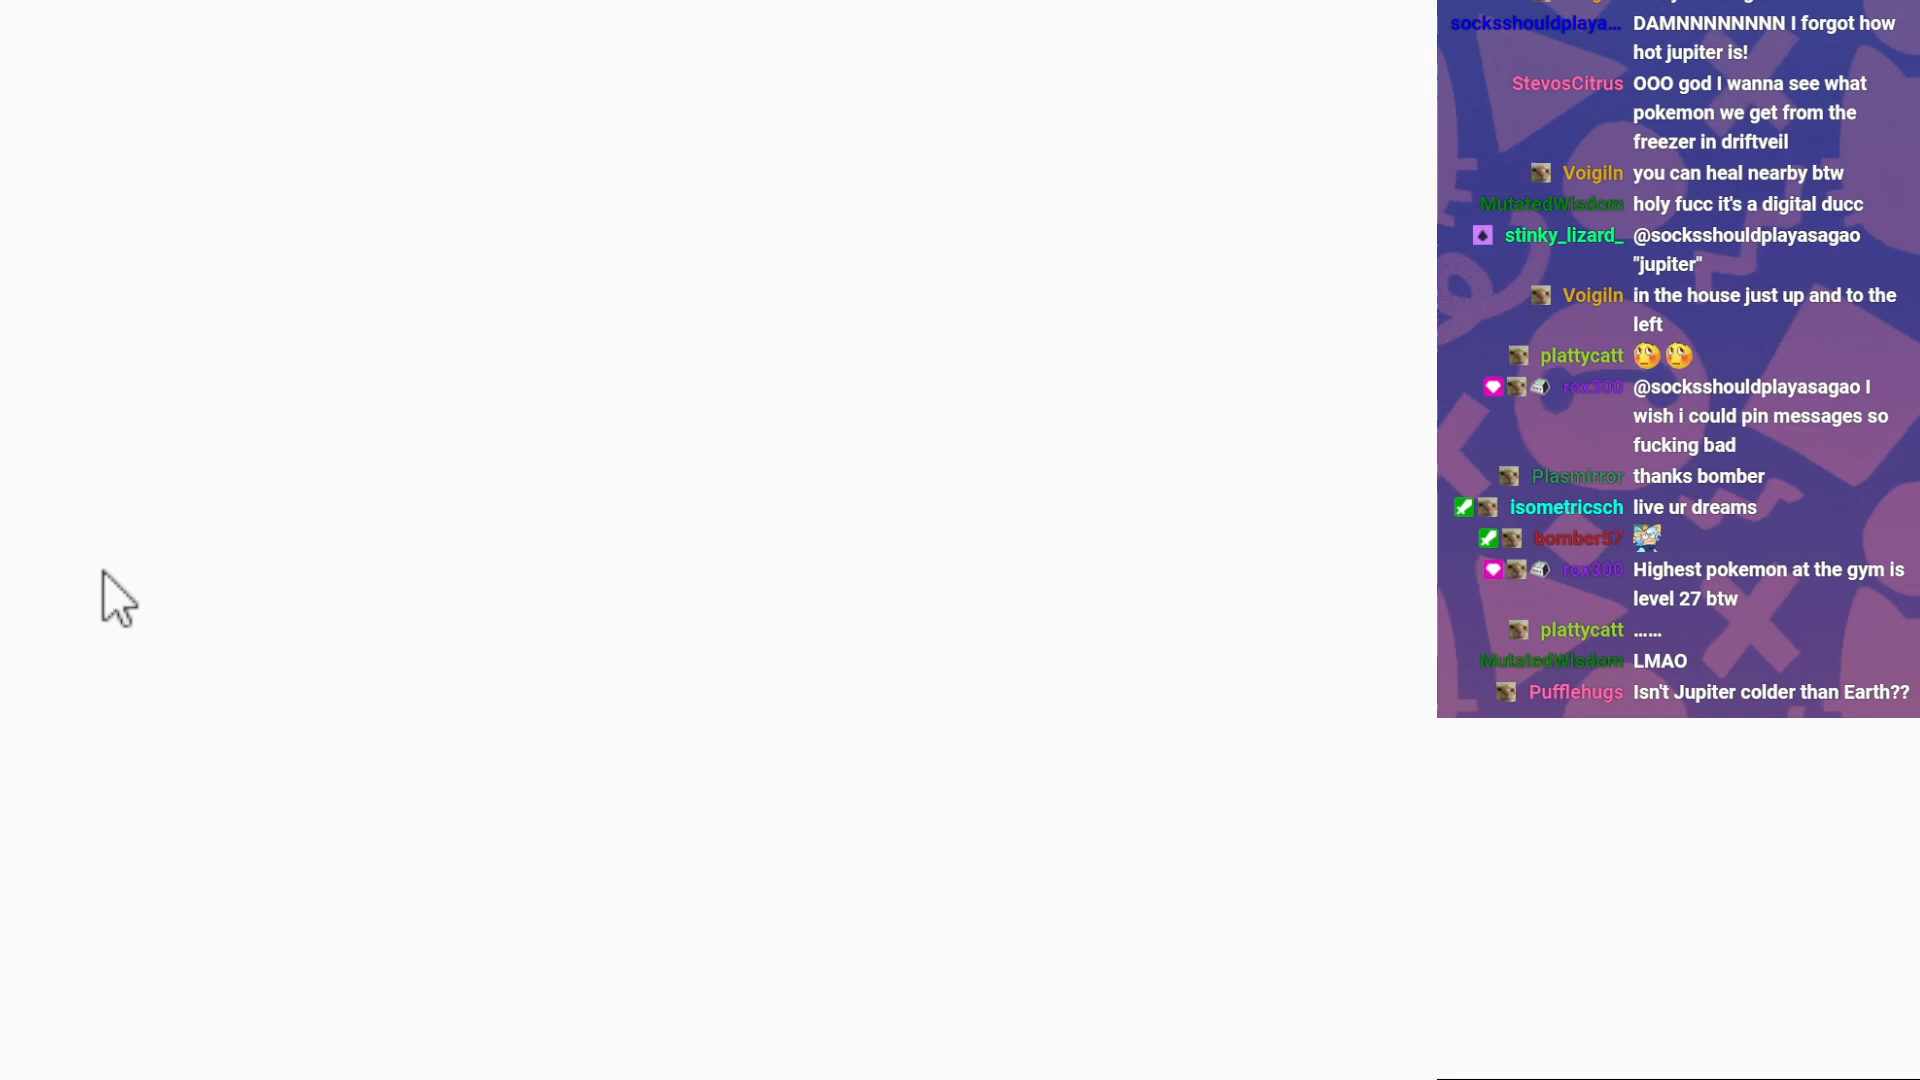 socksshouldplaya... DAMNNNNNNNN I forgot how
hot jupiter is!
StevosCitrus OOO god I wanna see what
pokemon we get from the
freezer in driftveil
Voigiln you can heal nearby btw
MutatedWisdom holy fucc it's a digital ducc
stinky_lizard_ @socksshouldplayasagao
"jupiter"
Voigiln in the house just up and to the
left
plattycatt
rox300 @socksshouldplayasagao I
wish i could pin messages so
fucking bad
Plasmirror thanks bomber
isometricsch live ur dreams
bomber57
rox300 Highest pokemon at the gym is
level 27 btw
plattycatt ......
MutatedWisdom LMAO
Pufflehugs Isn't Jupiter colder than Earth??